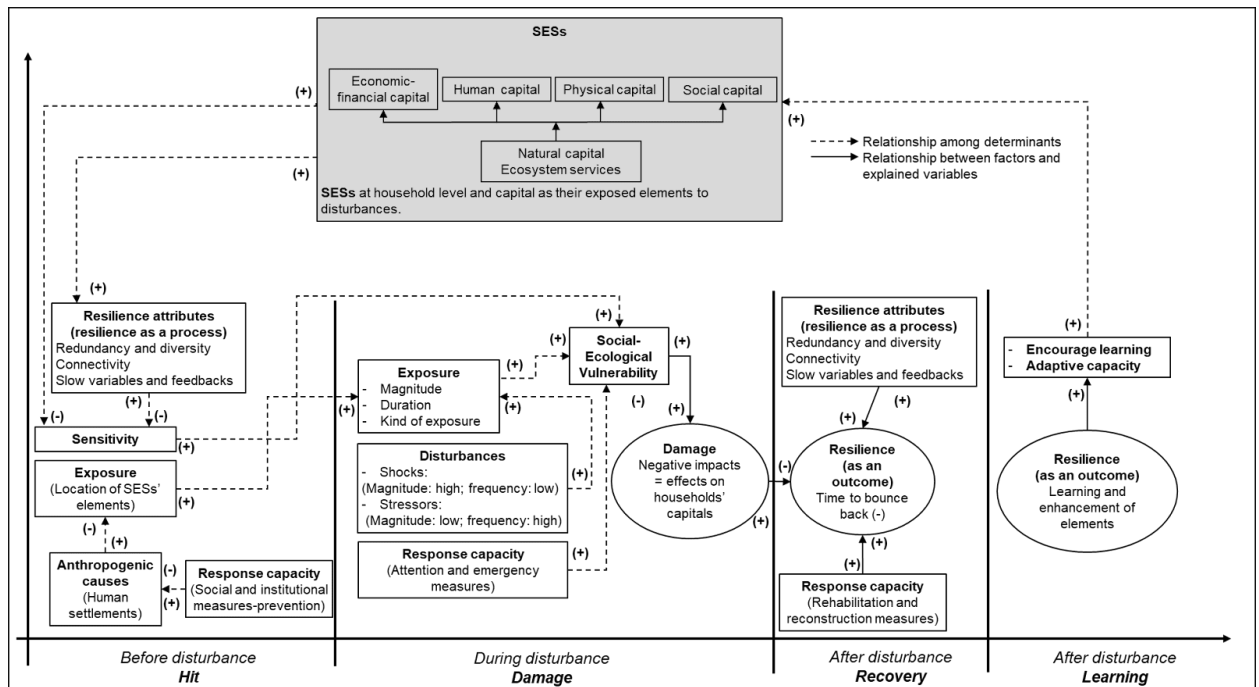 SESs
Economic-
financial capital
Human capital
Physical capital
Social capital
Natural capital
Ecosystem services
SESs at household level and capital as their exposed elements to
disturbances.
(+)
(+)
(+)
Relationship among determinants
Relationship between factors and
explained variables
(+)
Resilience attributes
(resilience as a process)
Redundancy and diversity
Connectivity
Slow variables and feedbacks
(-)
(+)
(-)
Sensitivity
(+)
Exposure
(Location of SESs'
elements)
(+)
(-)
(+)
Anthropogenic
causes
(Human
settlements)
(-)
(+)
Response capacity
(Social and institutional
measures-prevention)
(+)
Exposure
- Magnitude
- Duration
- Kind of exposure
(+)
(+)
(+)
(+)
Social-
Ecological
Vulnerability
(+)
(-)
(+)
Disturbances
- Shocks:
(Magnitude: high; frequency: low)
- Stressors:
(Magnitude: low; frequency: high)
(+)
Response capacity
(Attention and emergency
measures)
(+)
Damage
Negative impacts
= effects on
households'
capitals
(+)
(-)
Resilience attributes
(resilience as a process)
Redundancy and diversity
Connectivity
Slow variables and feedbacks
(+)
(+)
Resilience
(as an
outcome)
Time to bounce
back (-)
(+)
(+)
Response capacity
(Rehabilitation and
reconstruction measures)
(+)
- Encourage learning
- Adaptive capacity
(+)
Resilience
(as an outcome)
Learning and
enhancement of
elements
Before disturbance
Hit
During disturbance
Damage
After disturbance
Recovery
After disturbance
Learning